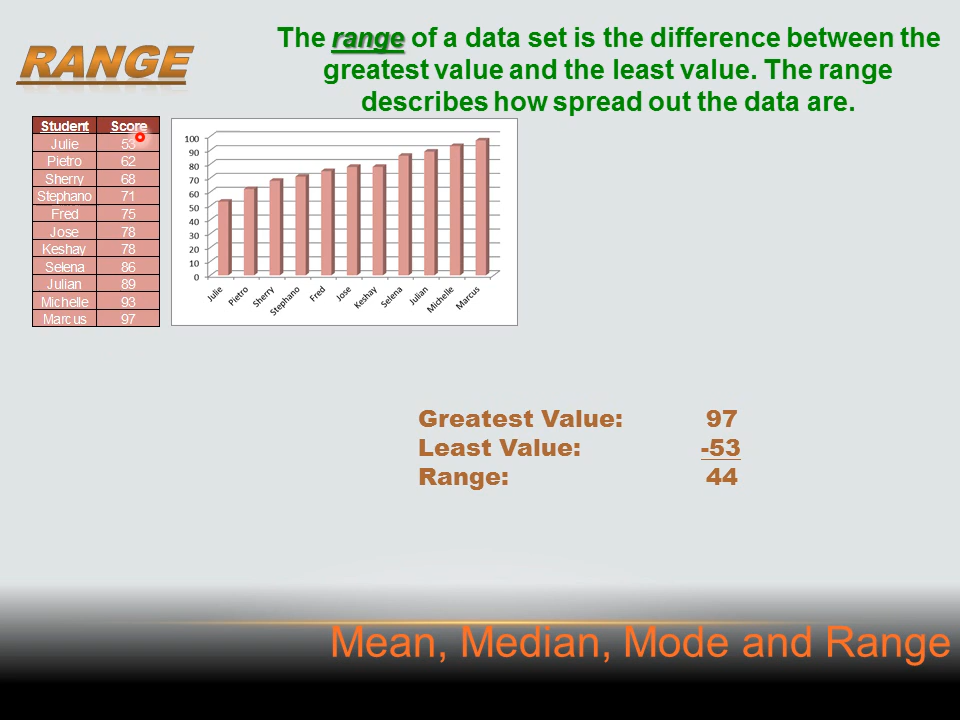 RANGE
The range of a data set is the difference between the
greatest value and the least value. The range
describes how spread out the data are.
Student Score
Julie 53
Pietro 62
Sherry 68
Stephano 71
Fred 75
Jose 78
Keshay 78
Selena 86
Julian 89
Michelle 93
Marcus 97
100
90
80
70
60
50
40
30
20
10
0
Julie Pietro Sherry Stephano Fred Jose Keshay Selena Julian Michelle Marcus
Greatest Value: 97
Least Value: -53
Range: 44
Mean, Median, Mode and Range